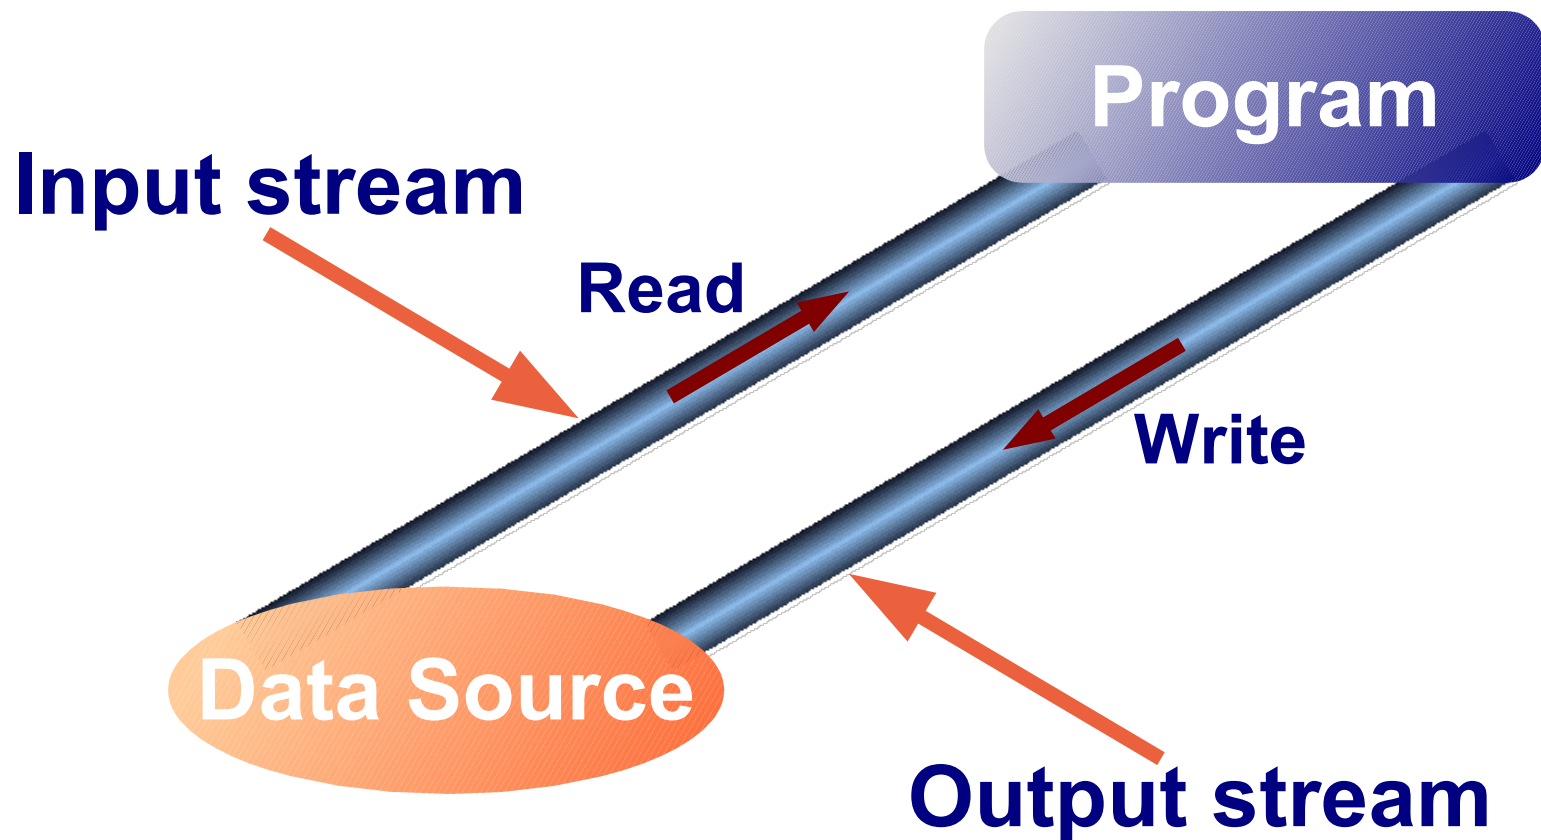 Program
Input stream
Read
Write
Data Source
Output stream